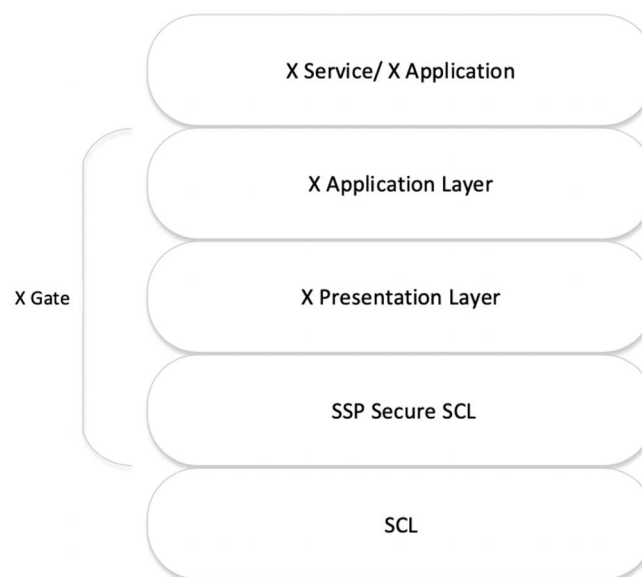 X Service/ X Application
X Application Layer
X Gate
X Presentation Layer
SSP Secure SCL
SCL